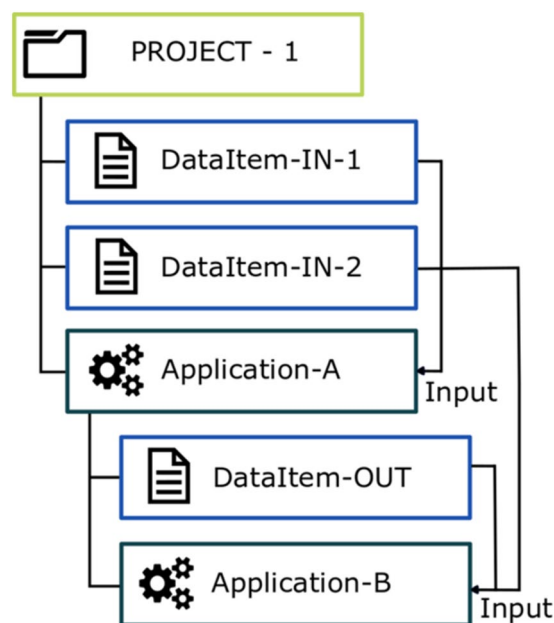 PROJECT - 1
DataItem-IN-1
DataItem-IN-2
Application-A
Input
DataItem-OUT
Application-B
Input